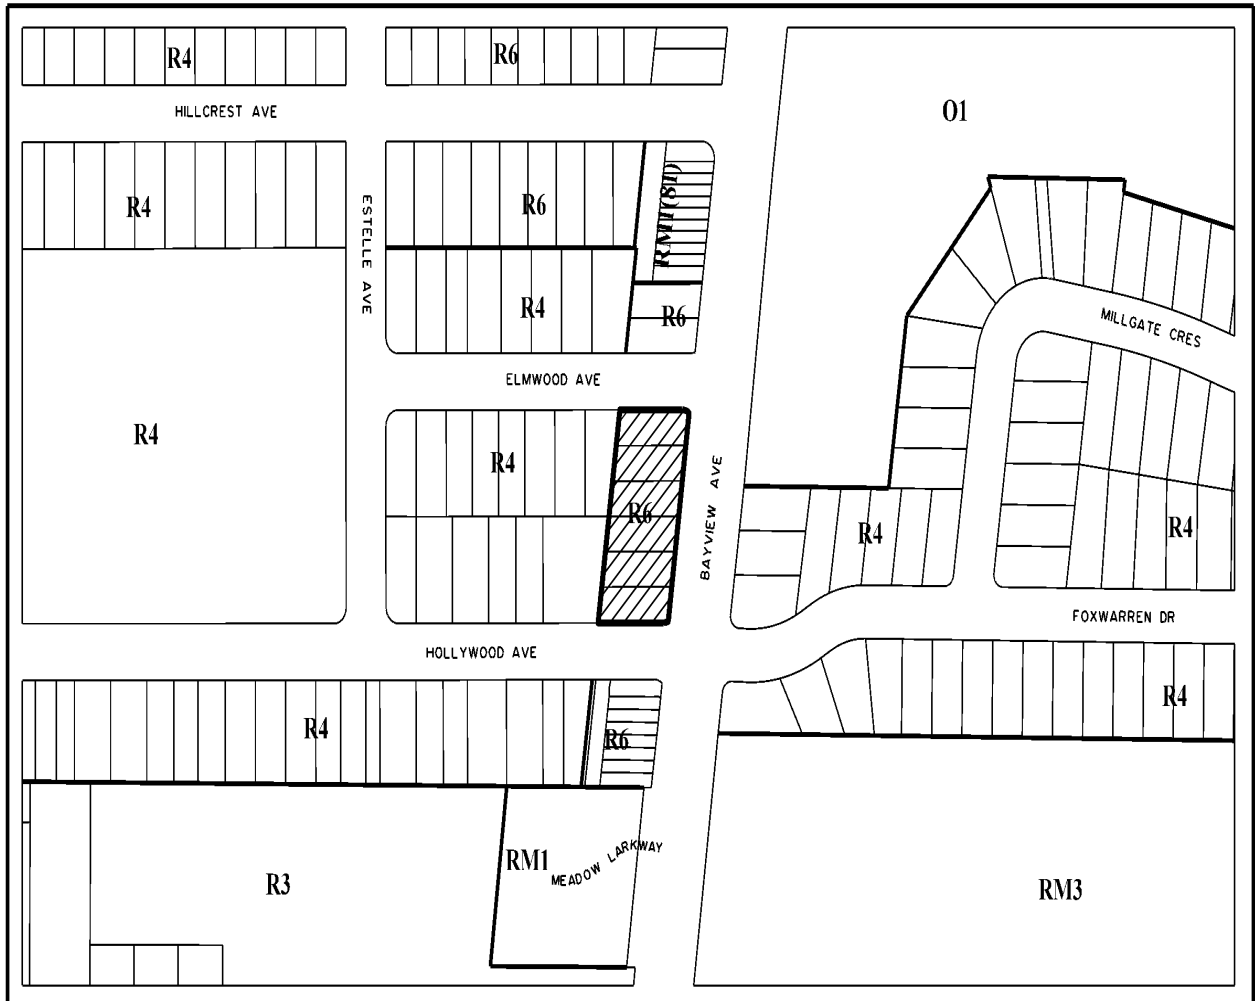 R4
R6
O1
HILLCREST AVE
R4
ESTELLE AVE
R6
RM1(81)
R4
R6
MILLGATE CRES
ELMWOOD AVE
R4
R4
R6
BAYVIEW AVE
R4
R4
FOXWARREN DR
HOLLYWOOD AVE
R4
R6
R4
R3
RM1
MEADOW LARKWAY
RM3